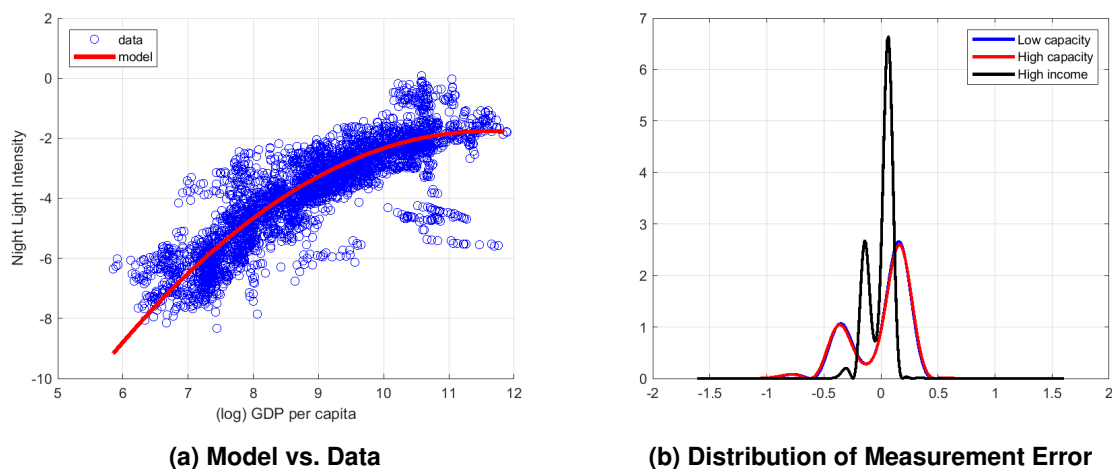 2
0
-2
-4
-6
-8
-10
Night Light Intensity
data
model
5 6 7 8 9 10 11 12
(log) GDP per capita
(a) Model vs. Data
7
6
5
4
3
2
1
0
Low capacity
High capacity
High income
-2 -1.5 -1 -0.5 0 0.5 1 1.5 2
(b) Distribution of Measurement Error